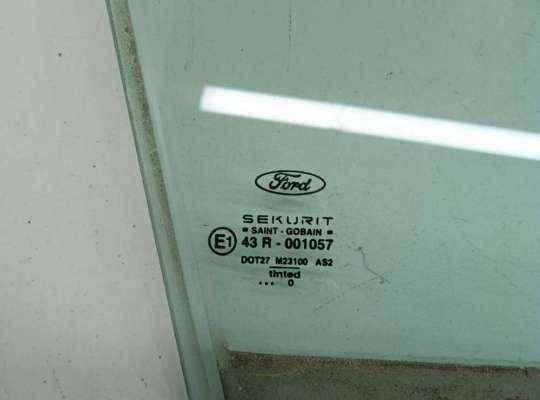 Ford
SEKURIT
SAINT - GOBAIN
E1 43 R - 001057
DOT27 M23100 AS2
tinted
... 0